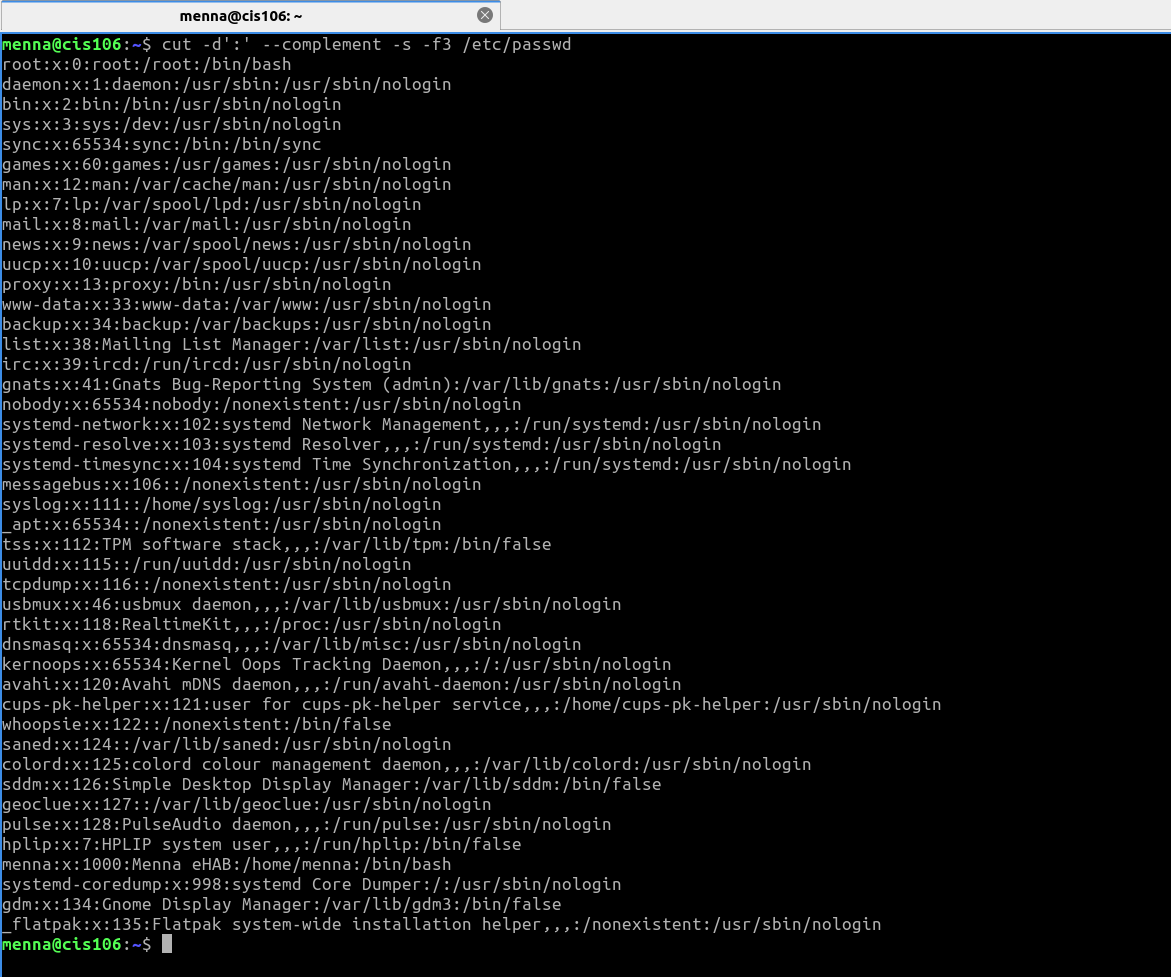 menna@cis106: ~
menna@cis106:~$ cut -d':' --complement -s -f3 /etc/passwd
root:x:0:root:/root:/bin/bash
daemon:x:1:daemon:/usr/sbin:/usr/sbin/nologin
bin:x:2:bin:/bin:/usr/sbin/nologin
sys:x:3:sys:/dev:/usr/sbin/nologin
sync:x:65534:sync:/bin:/bin/sync
games:x:60:games:/usr/games:/usr/sbin/nologin
man:x:12:man:/var/cache/man:/usr/sbin/nologin
lp:x:7:lp:/var/spool/lpd:/usr/sbin/nologin
mail:x:8:mail:/var/mail:/usr/sbin/nologin
news:x:9:news:/var/spool/news:/usr/sbin/nologin
uucp:x:10:uucp:/var/spool/uucp:/usr/sbin/nologin
proxy:x:13:proxy:/bin:/usr/sbin/nologin
www-data:x:33:www-data:/var/www:/usr/sbin/nologin
backup:x:34:backup:/var/backups:/usr/sbin/nologin
list:x:38:Mailing List Manager:/var/list:/usr/sbin/nologin
irc:x:39:ircd:/run/ircd:/usr/sbin/nologin
gnats:x:41:Gnats Bug-Reporting System (admin):/var/lib/gnats:/usr/sbin/nologin
nobody:x:65534:nobody:/nonexistent:/usr/sbin/nologin
systemd-network:x:102:systemd Network Management,,,:/run/systemd:/usr/sbin/nologin
systemd-resolve:x:103:systemd Resolver,,,:/run/systemd:/usr/sbin/nologin
systemd-timesync:x:104:systemd Time Synchronization,,,:/run/systemd:/usr/sbin/nologin
messagebus:x:106::/nonexistent:/usr/sbin/nologin
syslog:x:111::/home/syslog:/usr/sbin/nologin
_apt:x:65534::/nonexistent:/usr/sbin/nologin
tss:x:112:TPM software stack,,,:/var/lib/tpm:/bin/false
uuidd:x:115::/run/uuidd:/usr/sbin/nologin
tcpdump:x:116::/nonexistent:/usr/sbin/nologin
usbmux:x:46:usbmux daemon,,,:/var/lib/usbmux:/usr/sbin/nologin
rtkit:x:118:RealtimeKit,,,:/proc:/usr/sbin/nologin
dnsmasq:x:65534:dnsmasq,,,:/var/lib/misc:/usr/sbin/nologin
kernoops:x:65534:Kernel Oops Tracking Daemon,,,:/:/usr/sbin/nologin
avahi:x:120:Avahi mDNS daemon,,,:/run/avahi-daemon:/usr/sbin/nologin
cups-pk-helper:x:121:user for cups-pk-helper service,,,:/home/cups-pk-helper:/usr/sbin/nologin
whoopsie:x:122::/nonexistent:/bin/false
saned:x:124::/var/lib/saned:/usr/sbin/nologin
colord:x:125:colord colour management daemon,,,:/var/lib/colord:/usr/sbin/nologin
sddm:x:126:Simple Desktop Display Manager:/var/lib/sddm:/bin/false
geoclue:x:127::/var/lib/geoclue:/usr/sbin/nologin
pulse:x:128:PulseAudio daemon,,,:/run/pulse:/usr/sbin/nologin
hplip:x:7:HPLIP system user,,,:/run/hplip:/bin/false
menna:x:1000:Menna eHAB:/home/menna:/bin/bash
systemd-coredump:x:998:systemd Core Dumper:/:/usr/sbin/nologin
gdm:x:134:Gnome Display Manager:/var/lib/gdm3:/bin/false
_flatpak:x:135:Flatpak system-wide installation helper,,,:/nonexistent:/usr/sbin/nologin
menna@cis106:~$